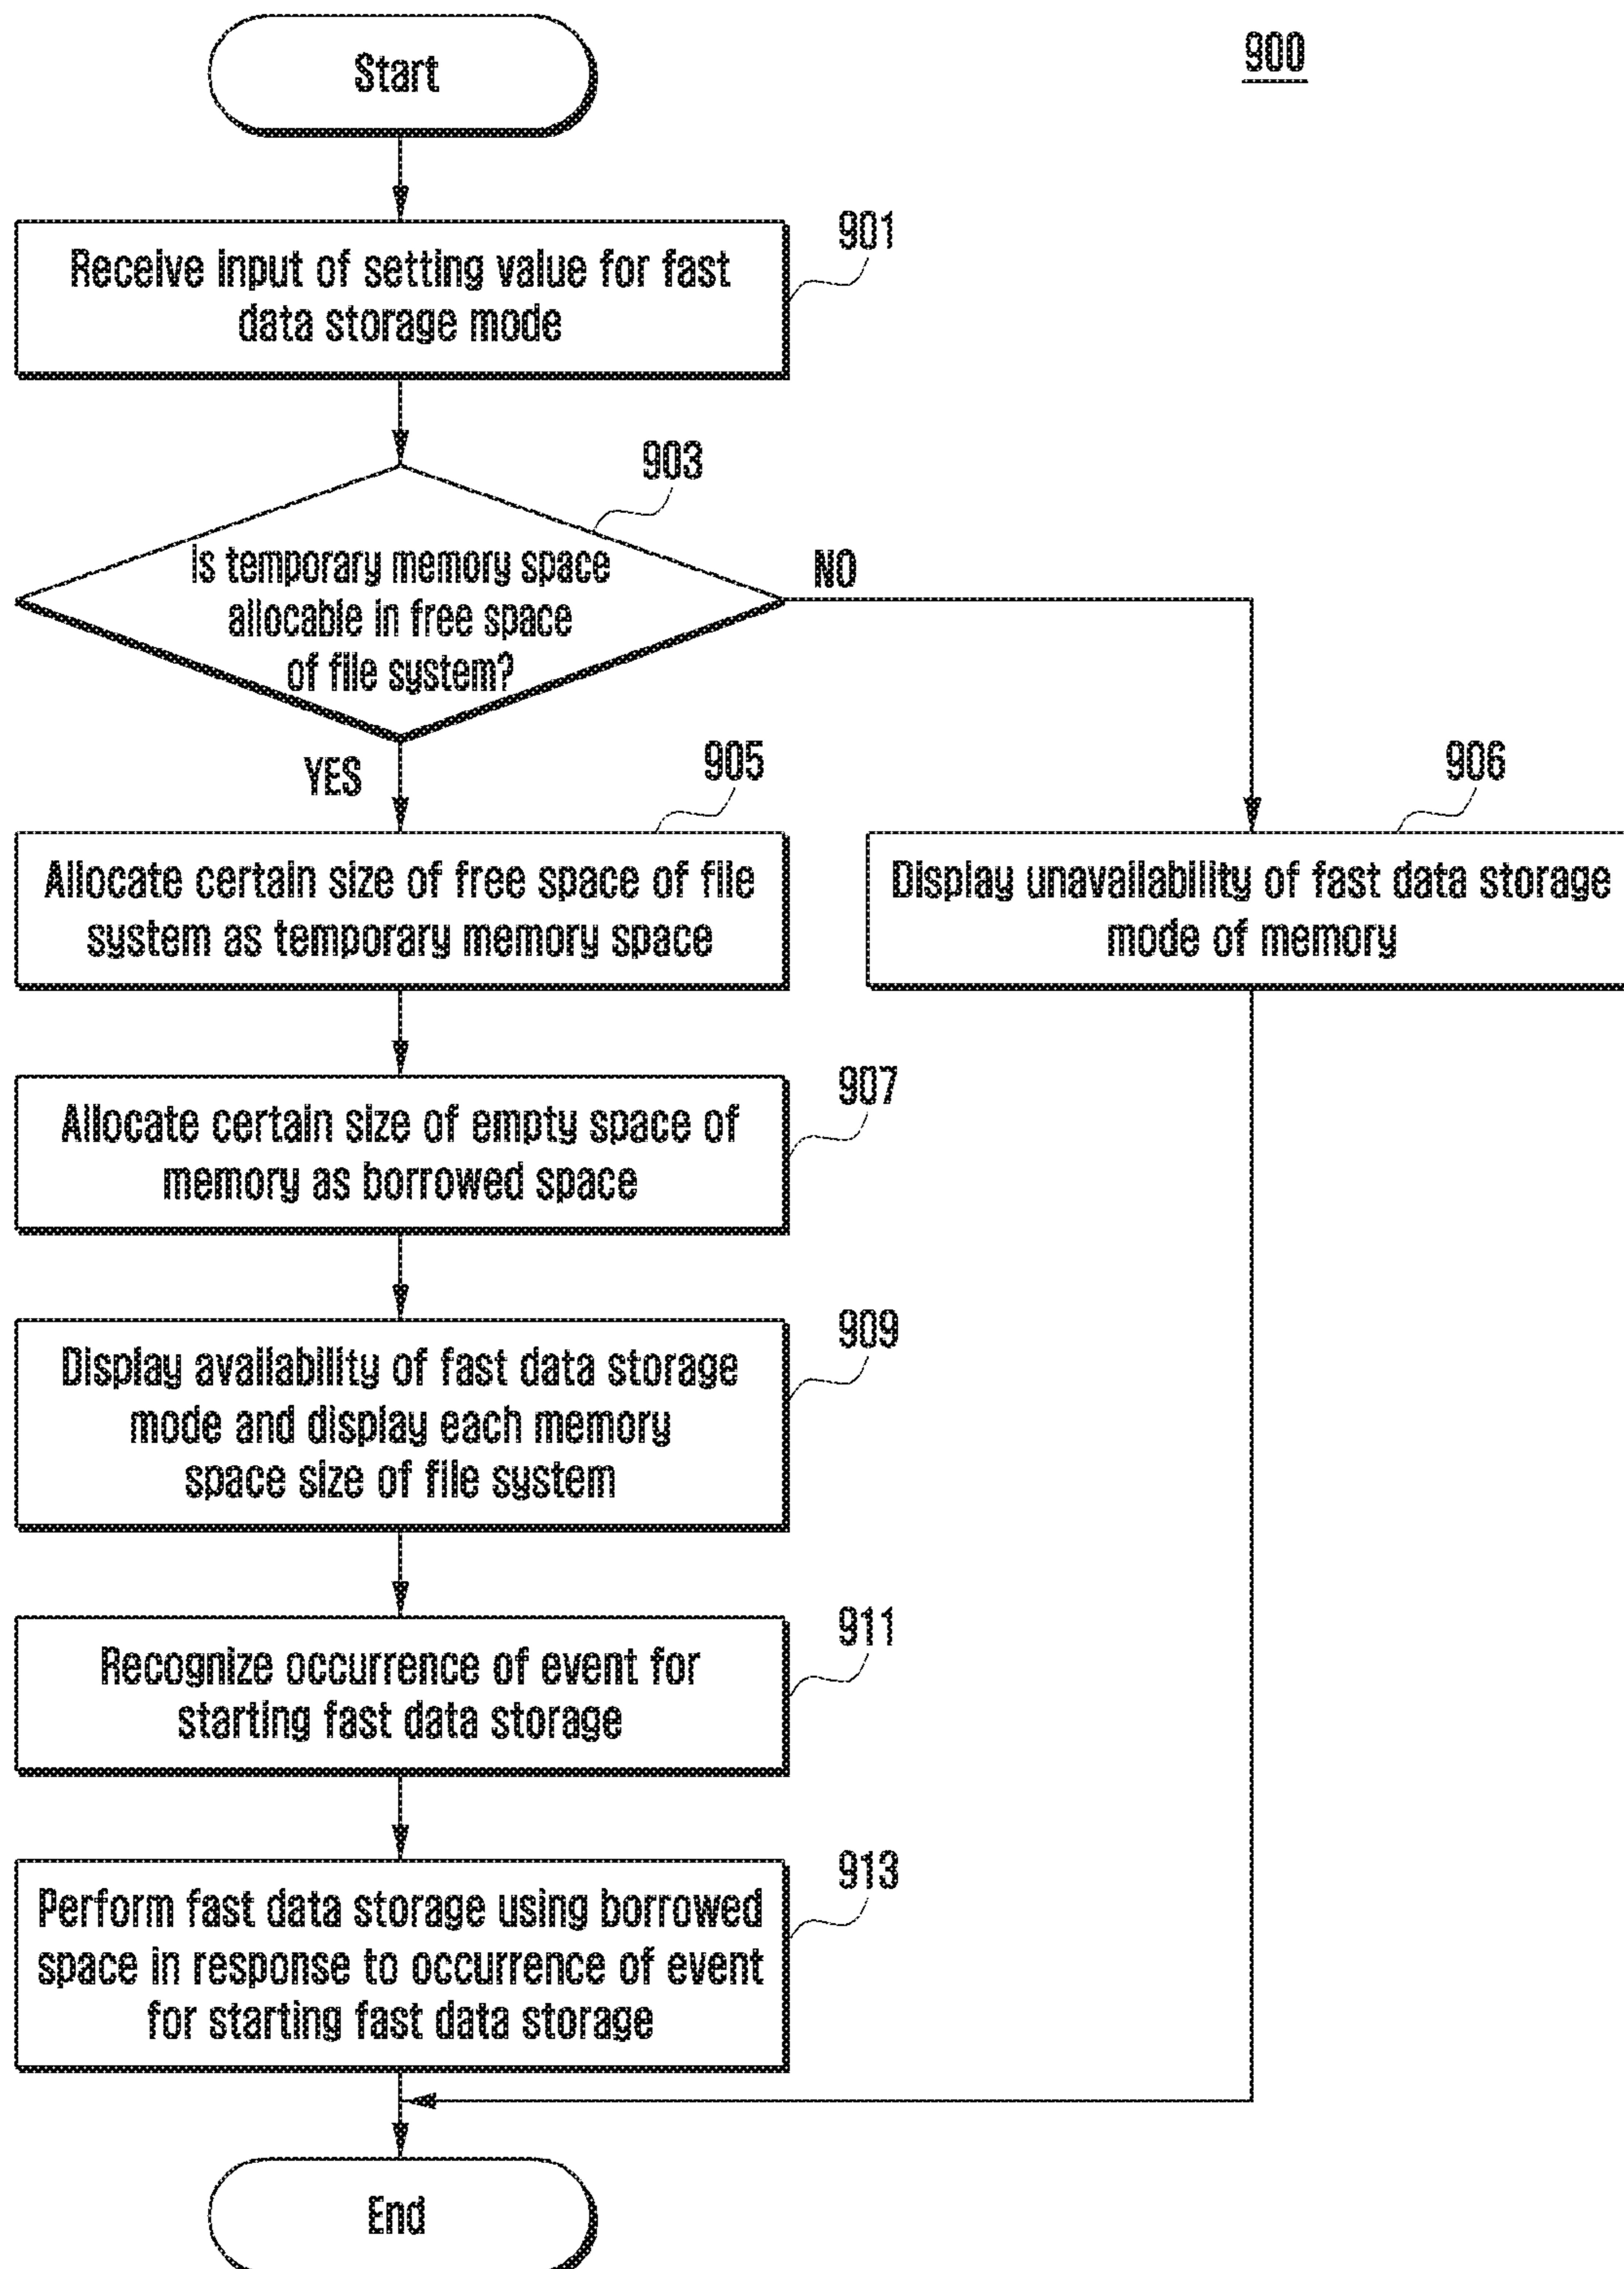 Start
900
901
Receive input of setting value for fast
data storage mode
903
Is temporary memory space
allocable in free space
of file system?
NO
YES
905
906
Allocate certain size of free space of file
system as temporary memory space
Display unavailability of fast data storage
mode of memory
907
Allocate certain size of empty space of
memory as borrowed space
909
Display availability of fast data storage
mode and display each memory
space size of file system
911
Recognize occurrence of event for
starting fast data storage
913
Perform fast data storage using borrowed
space in response to occurrence of event
for starting fast data storage
End